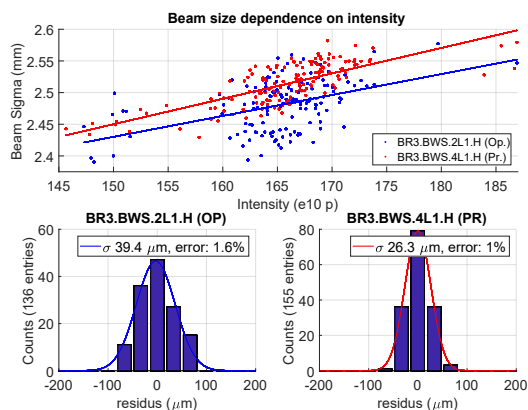 Beam size dependence on intensity
Beam Sigma (mm)
2.6
2.55
2.5
2.45
2.4
145 150 155 160 165 170 175 180 185
Intensity (e10 p)
BR3.BWS.2L1.H (Op.)
BR3.BWS.4L1.H (Pr.)
BR3.BWS.2L1.H (OP)
Counts (136 entries)
60
40
20
0
-200 -100 0 100 200
residus (μm)
σ 39.4 μm, error: 1.6%
BR3.BWS.4L1.H (PR)
Counts (155 entries)
80
60
40
20
0
-200 -100 0 100 200
residus (μm)
σ 26.3 μm, error: 1%